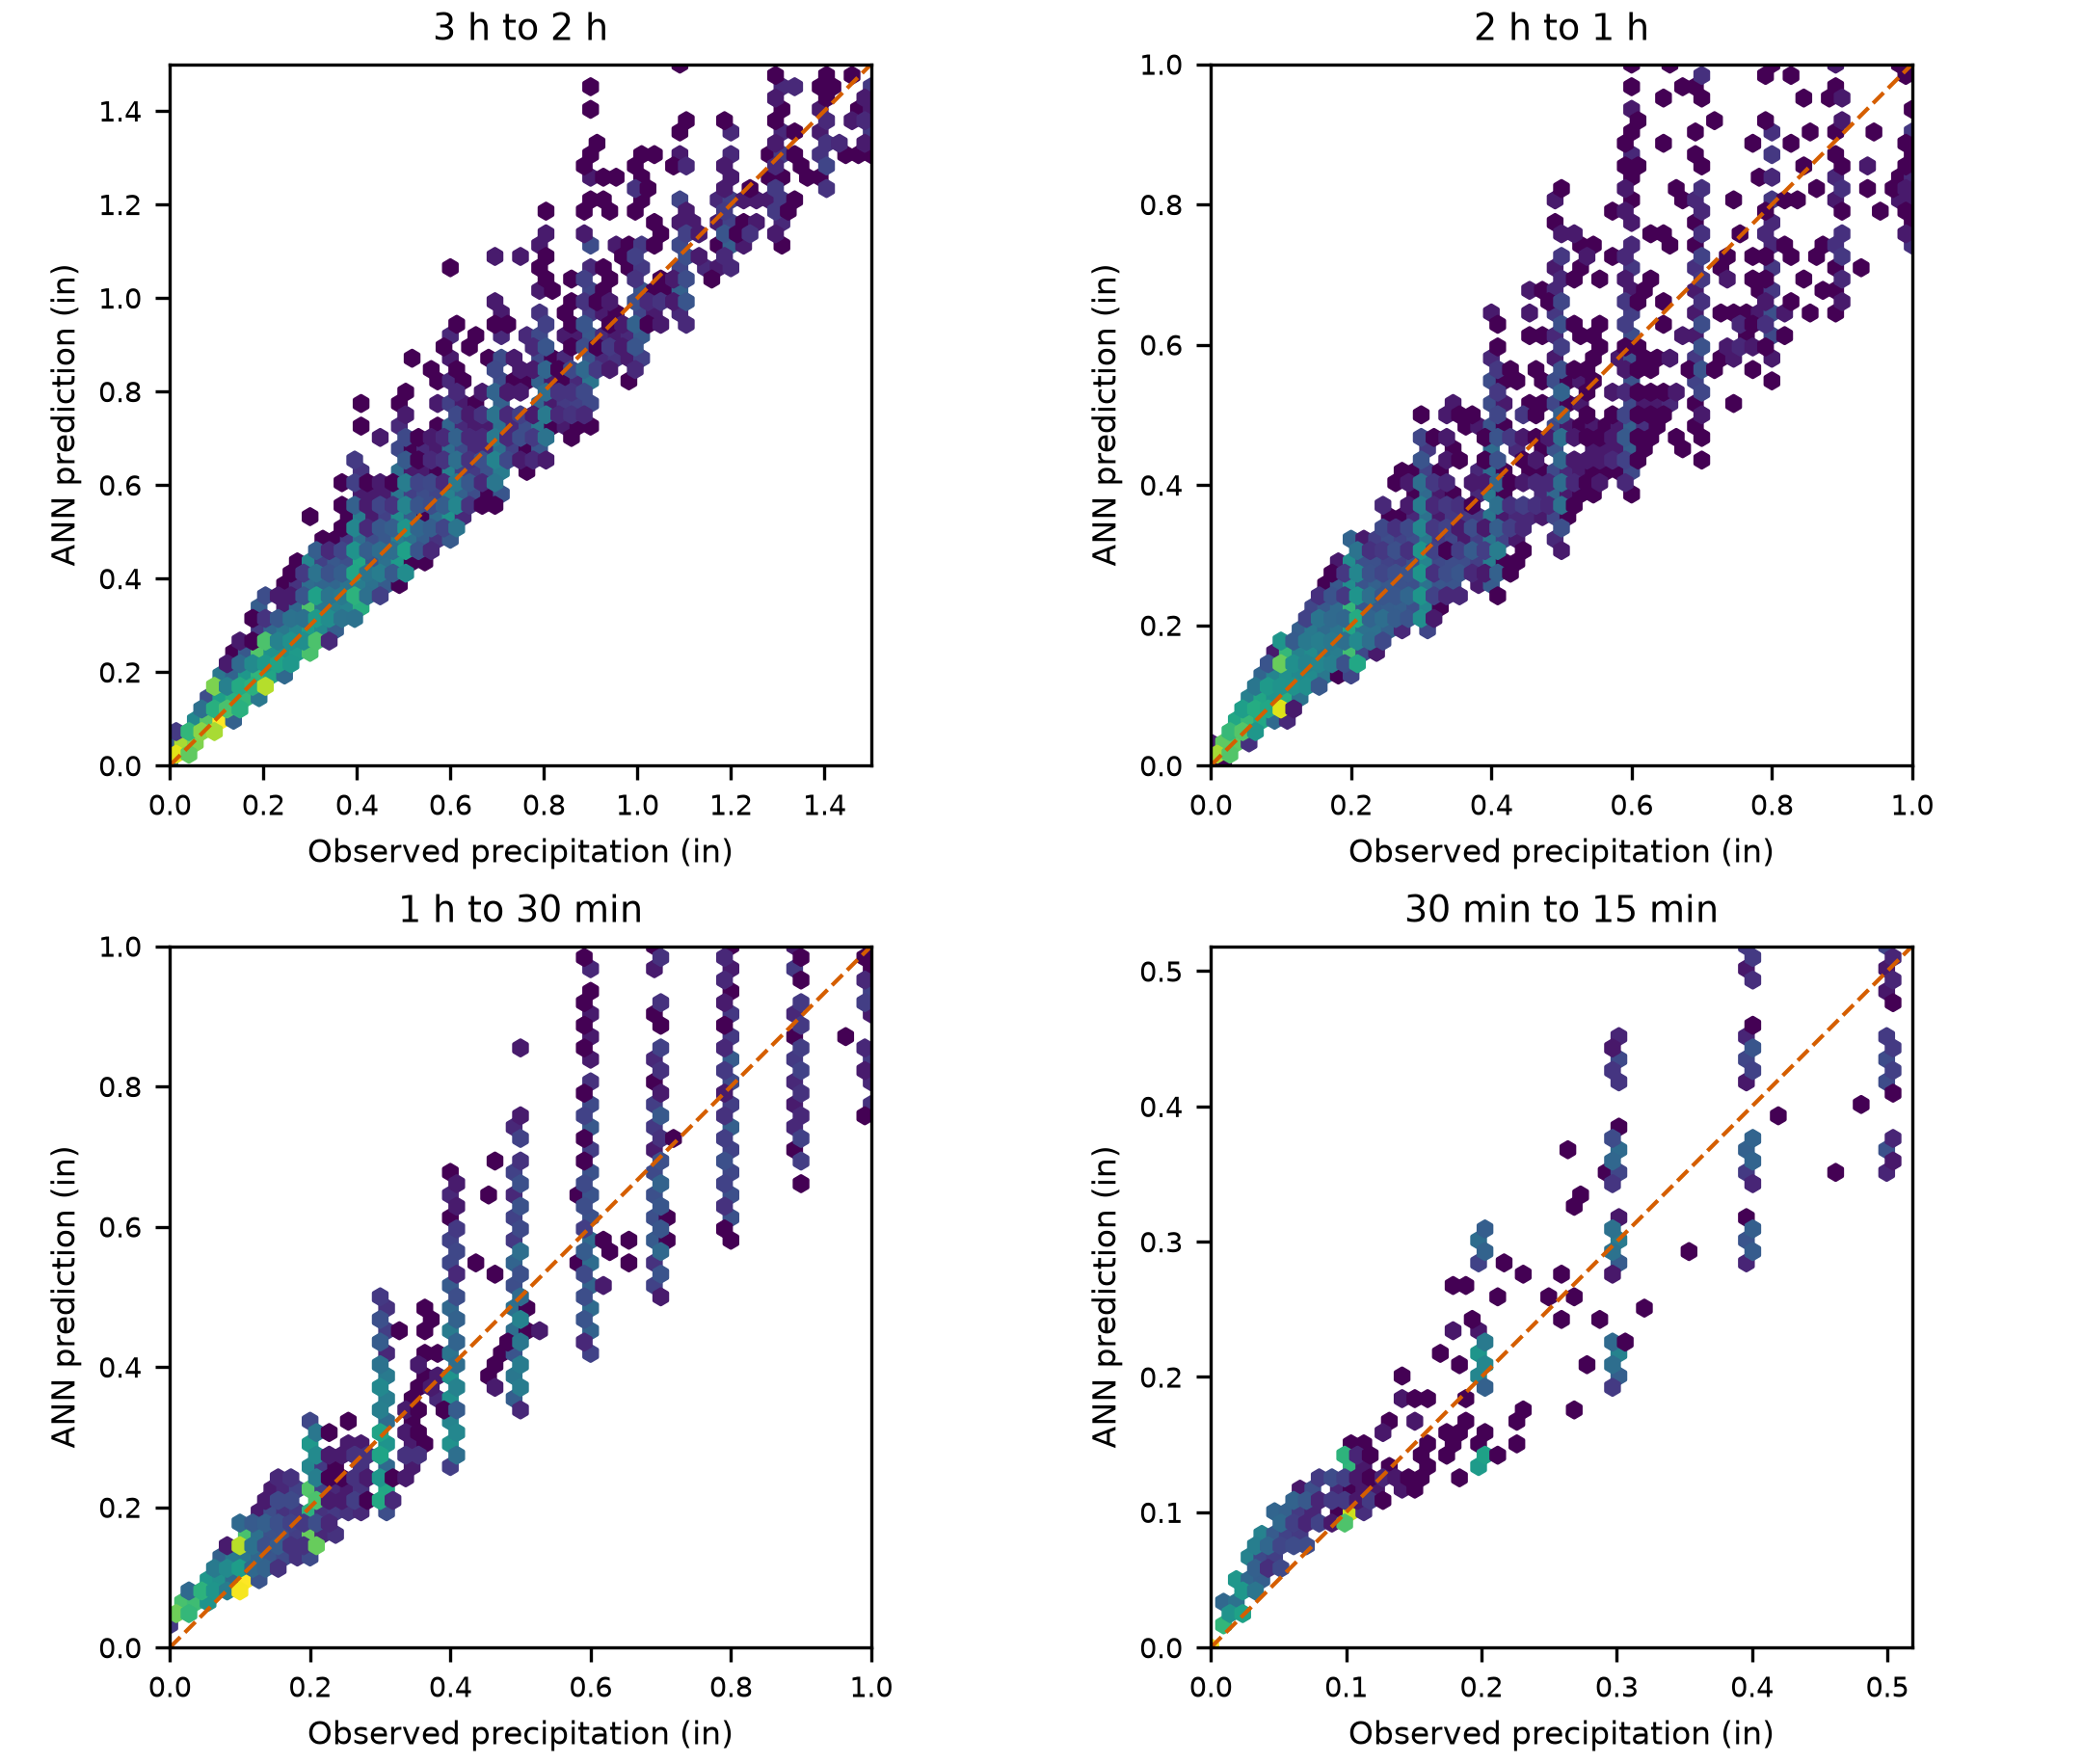 3 h to 2 h
ANN prediction (in)
1.4
1.2
1.0
0.8
0.6
0.4
0.2
0.0
0.0 0.2 0.4 0.6 0.8 1.0 1.2 1.4
Observed precipitation (in)
2 h to 1 h
ANN prediction (in)
1.0
0.8
0.6
0.4
0.2
0.0
0.0 0.2 0.4 0.6 0.8 1.0
Observed precipitation (in)
1 h to 30 min
ANN prediction (in)
1.0
0.8
0.6
0.4
0.2
0.0
0.0 0.2 0.4 0.6 0.8 1.0
Observed precipitation (in)
30 min to 15 min
ANN prediction (in)
0.5
0.4
0.3
0.2
0.1
0.0
0.0 0.1 0.2 0.3 0.4 0.5
Observed precipitation (in)